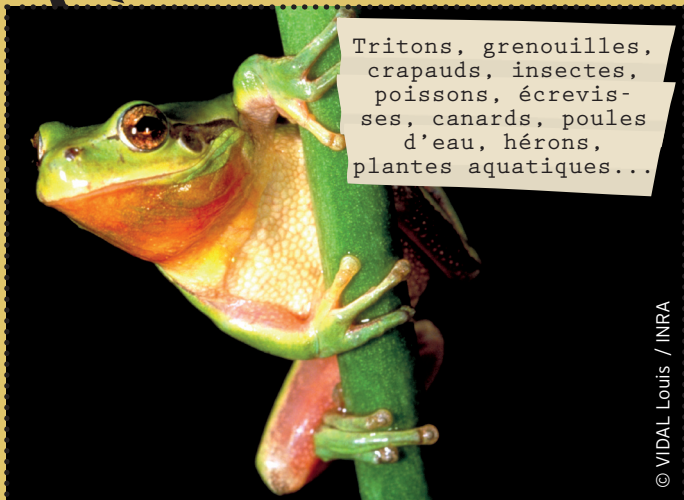 Tritons, grenouilles,
crapauds, insectes,
poissons, écrevis-
ses, canards, poules
d'eau, hérons,
plantes aquatiques...
© VIDAL Louis / INRA